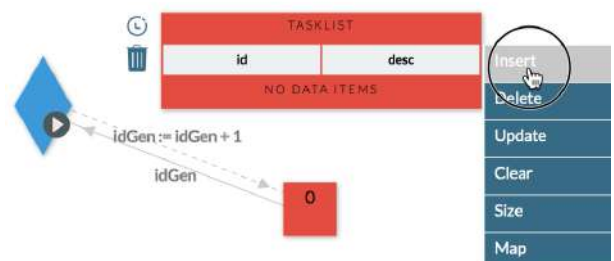 TASKLIST
id desc
NO DATA ITEMS
Insert
Delete
Update
Clear
Size
Map
idGen := idGen + 1
idGen
0